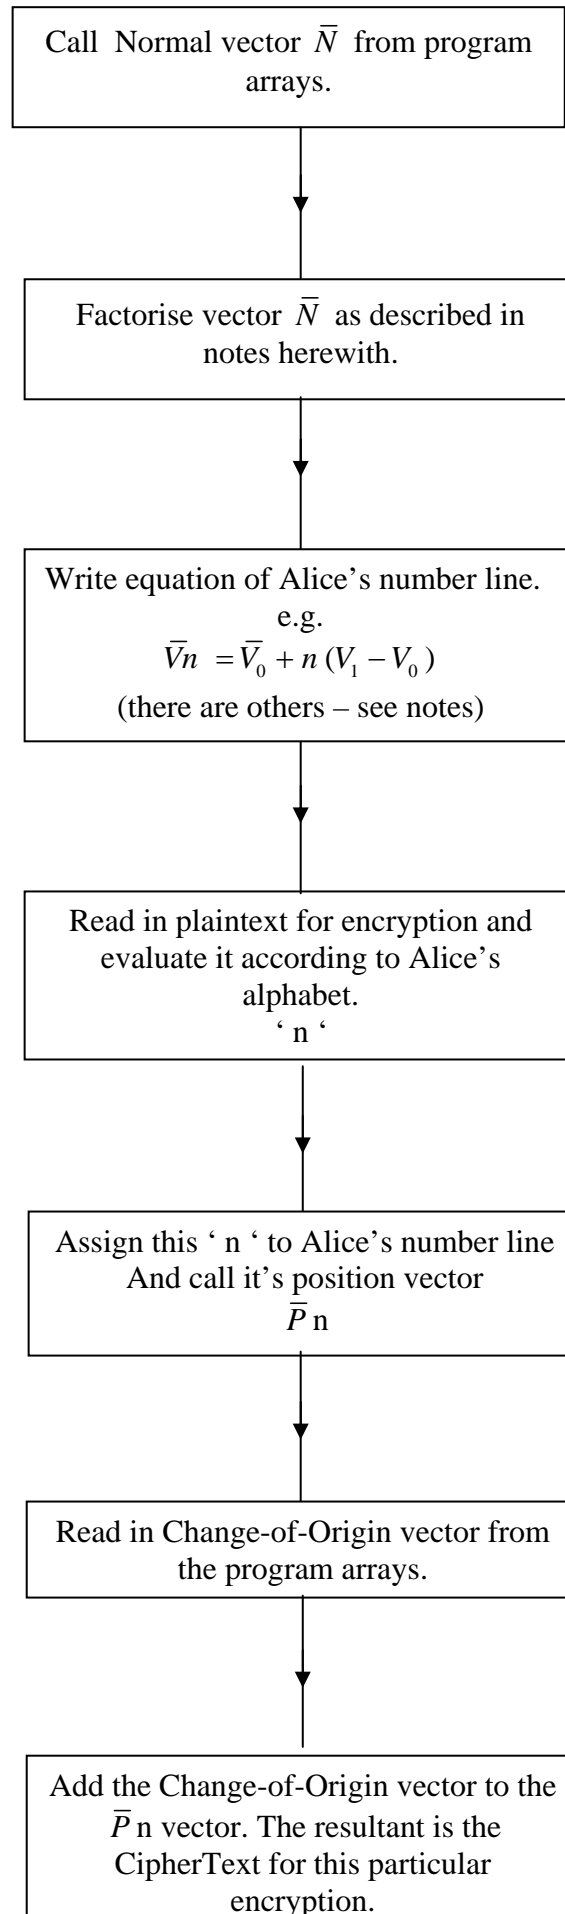 Call Normal vector N̅ from program
arrays.
Factorise vector N̅ as described in
notes herewith.
Write equation of Alice’s number line.
e.g.
V̅n = V̅₀ + n (V₁ − V₀)
(there are others – see notes)
Read in plaintext for encryption and
evaluate it according to Alice’s
alphabet.
‘ n ‘
Assign this ‘ n ‘ to Alice’s number line
And call it’s position vector
P̅ n
Read in Change-of-Origin vector from
the program arrays.
Add the Change-of-Origin vector to the
P̅ n vector. The resultant is the
CipherText for this particular
encryption.